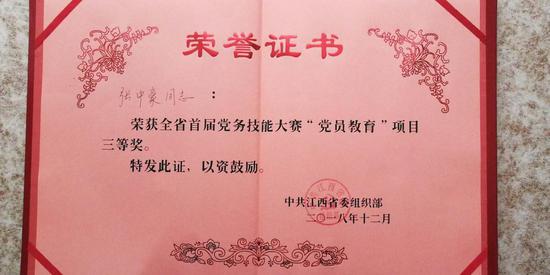 荣誉证书
张中豪同志：
荣获全省首届党务技能大赛“党员教育”项目
三等奖。
特发此证，以资鼓励。
中共江西省委组织部
二〇一八年十二月